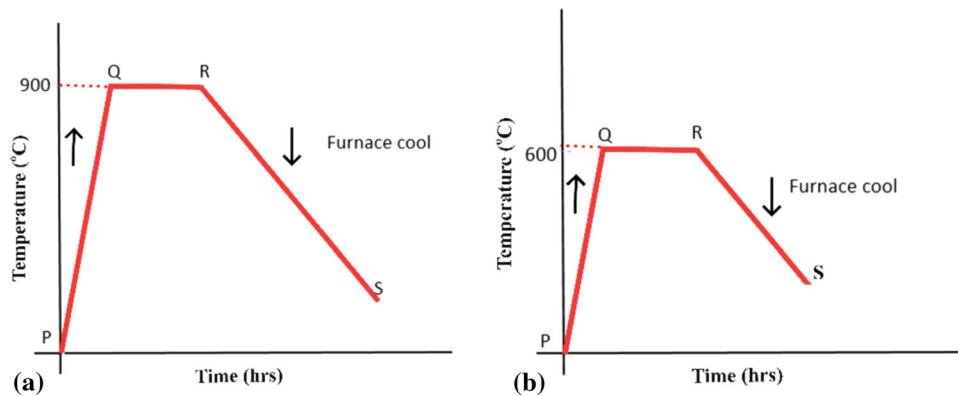 Q
R
900
Furnace cool
Temperature (°C)
S
P
(a)
Time (hrs)
Q
R
600
Furnace cool
Temperature (°C)
S
P
(b)
Time (hrs)